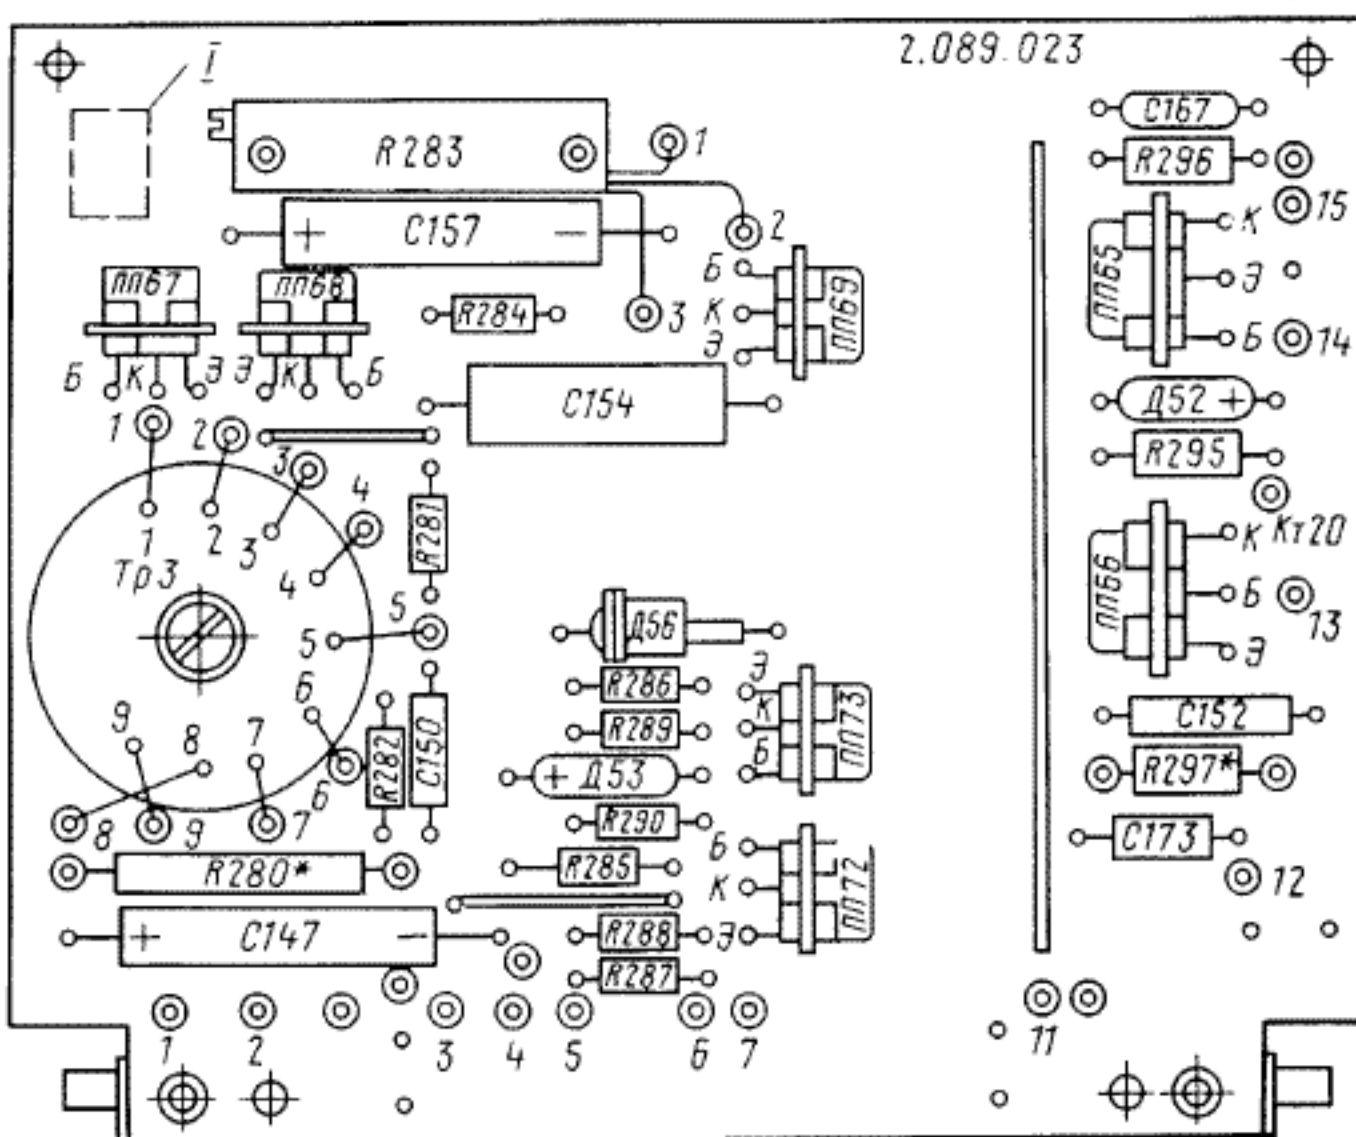 I
2.089.023
C167
R283
1
R296
15
+ C157 -
2
К
Б
ПП65
Э
ПП67
ПП68
R284
3
К
ПП69
Э
Б
14
Б
К
Э
Э
К
Б
C154
Д52 +
1
2
3
R295
4
R281
1
2
3
К
Кт20
Тр3
4
ПП66
Б
5
5
Д56
13
Э
6
R286
Э
К
ПП73
C152
9
8
7
R282
C150
R289
Б
+ Д53
R297*
6
8
9
7
R290
C173
Б
R280*
R285
К
ПП72
12
+ C147 -
R288
Э
R287
1
2
3
4
5
6
7
11